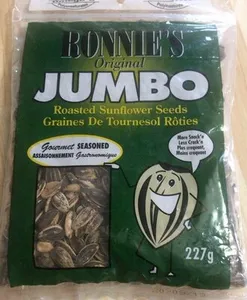 BONNIE'S
Original
JUMBO
Roasted Sunflower Seeds
Graines De Tournesol Rôties
Gourmet SEASONED
ASSAISONNEMENT Gastronomique
More Snack'n
Less Crack'n
Plus croquant,
Moins craquant
227g